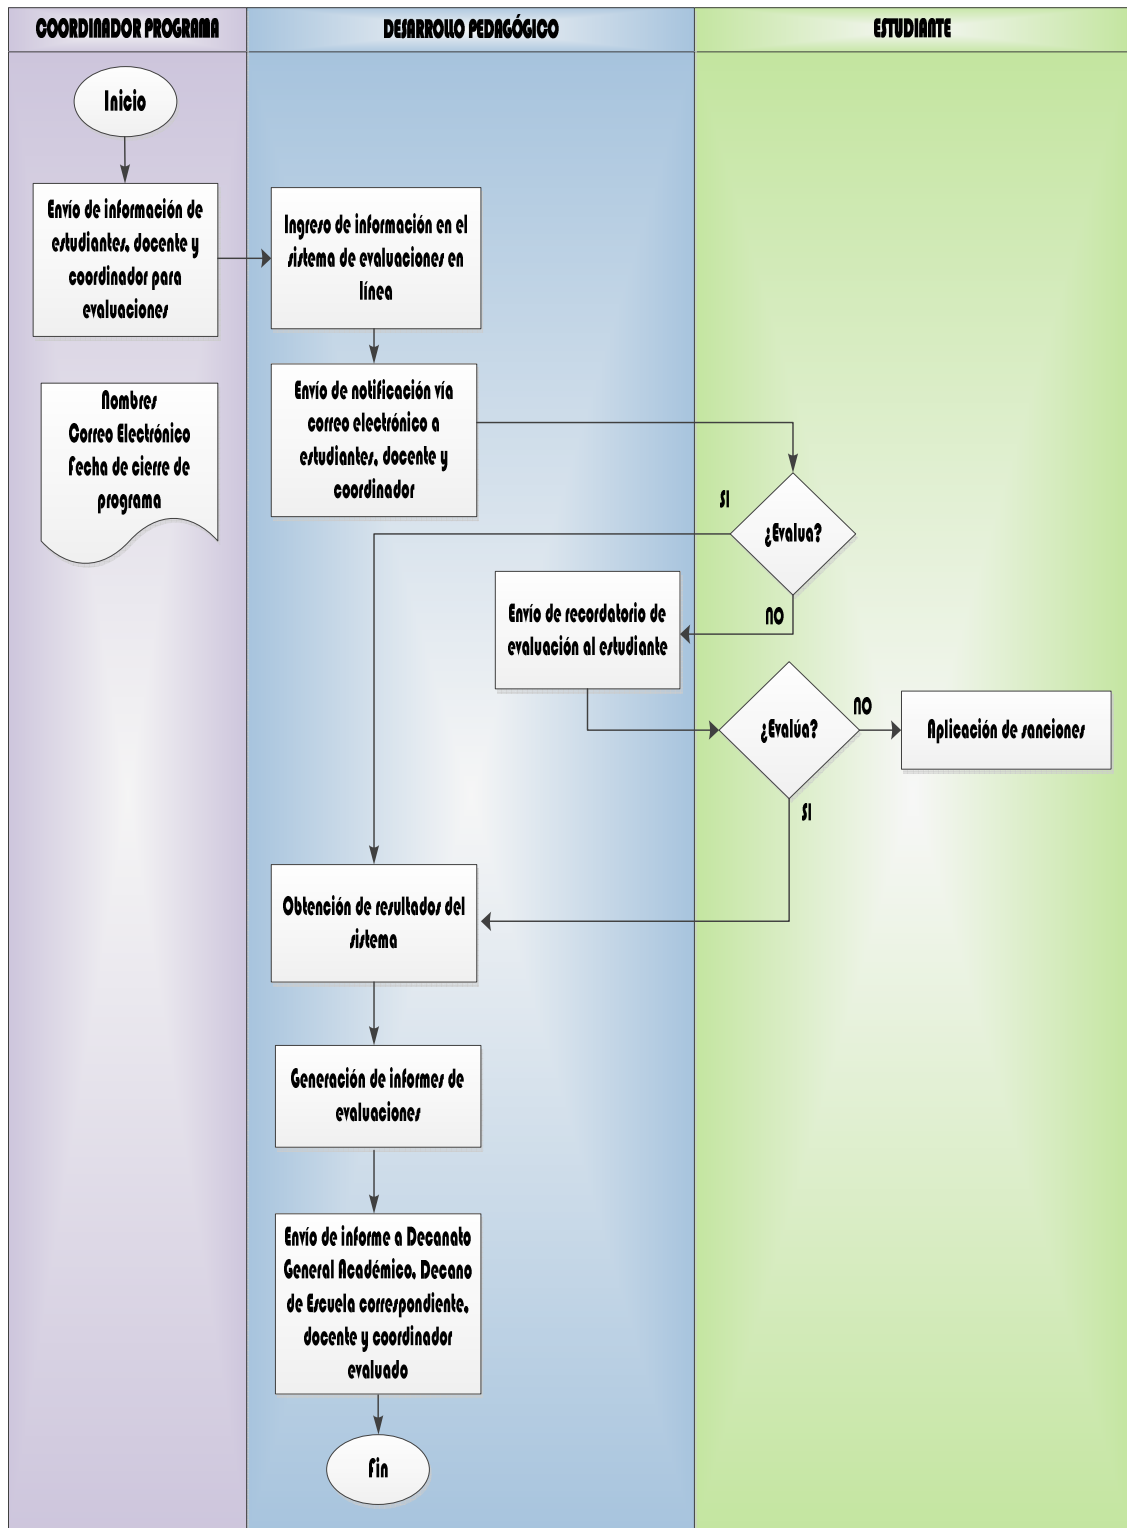 COORDINADOR PROGRAMA
DESARROLLO PEDAGÓGICO
ESTUDIANTE
Inicio
Envío de información de
estudiantes, docente y
coordinador para
evaluaciones
Ingreso de información en el
sistema de evaluaciones en
línea
Nombres
Correo Electrónico
Fecha de cierre de
programa
Envío de notificación vía
correo electrónico a
estudiantes, docente y
coordinador
SI
¿Evalua?
NO
Envío de recordatorio de
evaluación al estudiante
¿Evalúa?
NO
Aplicación de sanciones
SI
Obtención de resultados del
sistema
Generación de informes de
evaluaciones
Envío de informe a Decanato
General Académico, Decano
de Escuela correspondiente,
docente y coordinador
evaluado
Fin